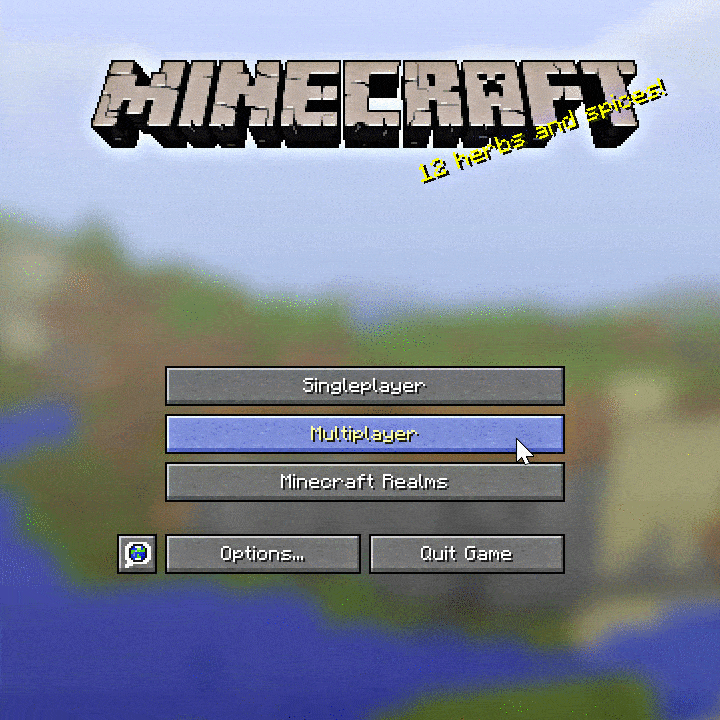 MINECRAFT
12 herbs and spices!
Singleplayer
Multiplayer
Minecraft Realms
Options...
Quit Game